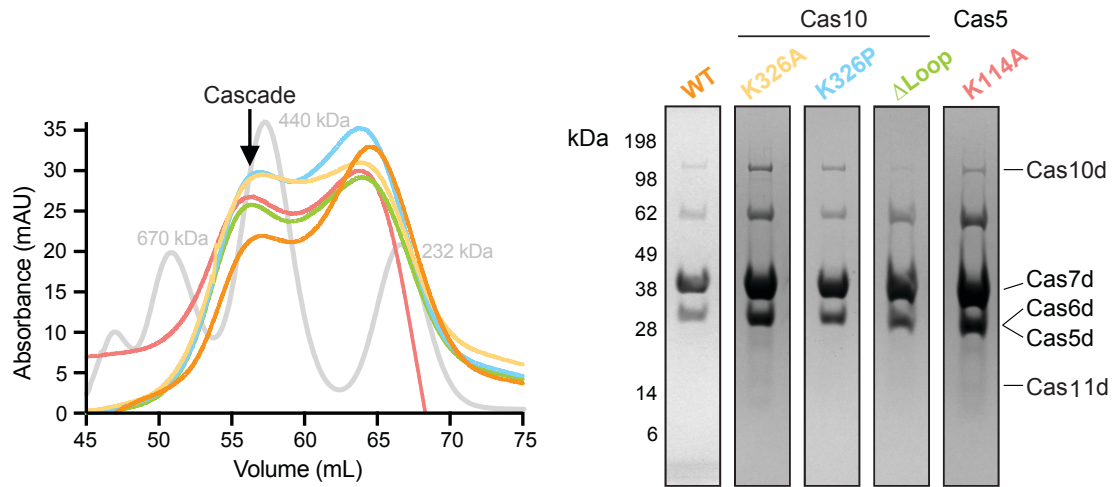 Cascade
440 kDa
670 kDa
232 kDa
35
30
25
20
15
10
5
0
Absorbance (mAU)
45 50 55 60 65 70 75
Volume (mL)
Cas10 Cas5
WT K326A K326P ΔLoop K114A
kDa
198
98
62
49
38
28
14
6
Cas10d
Cas7d
Cas6d
Cas5d
Cas11d